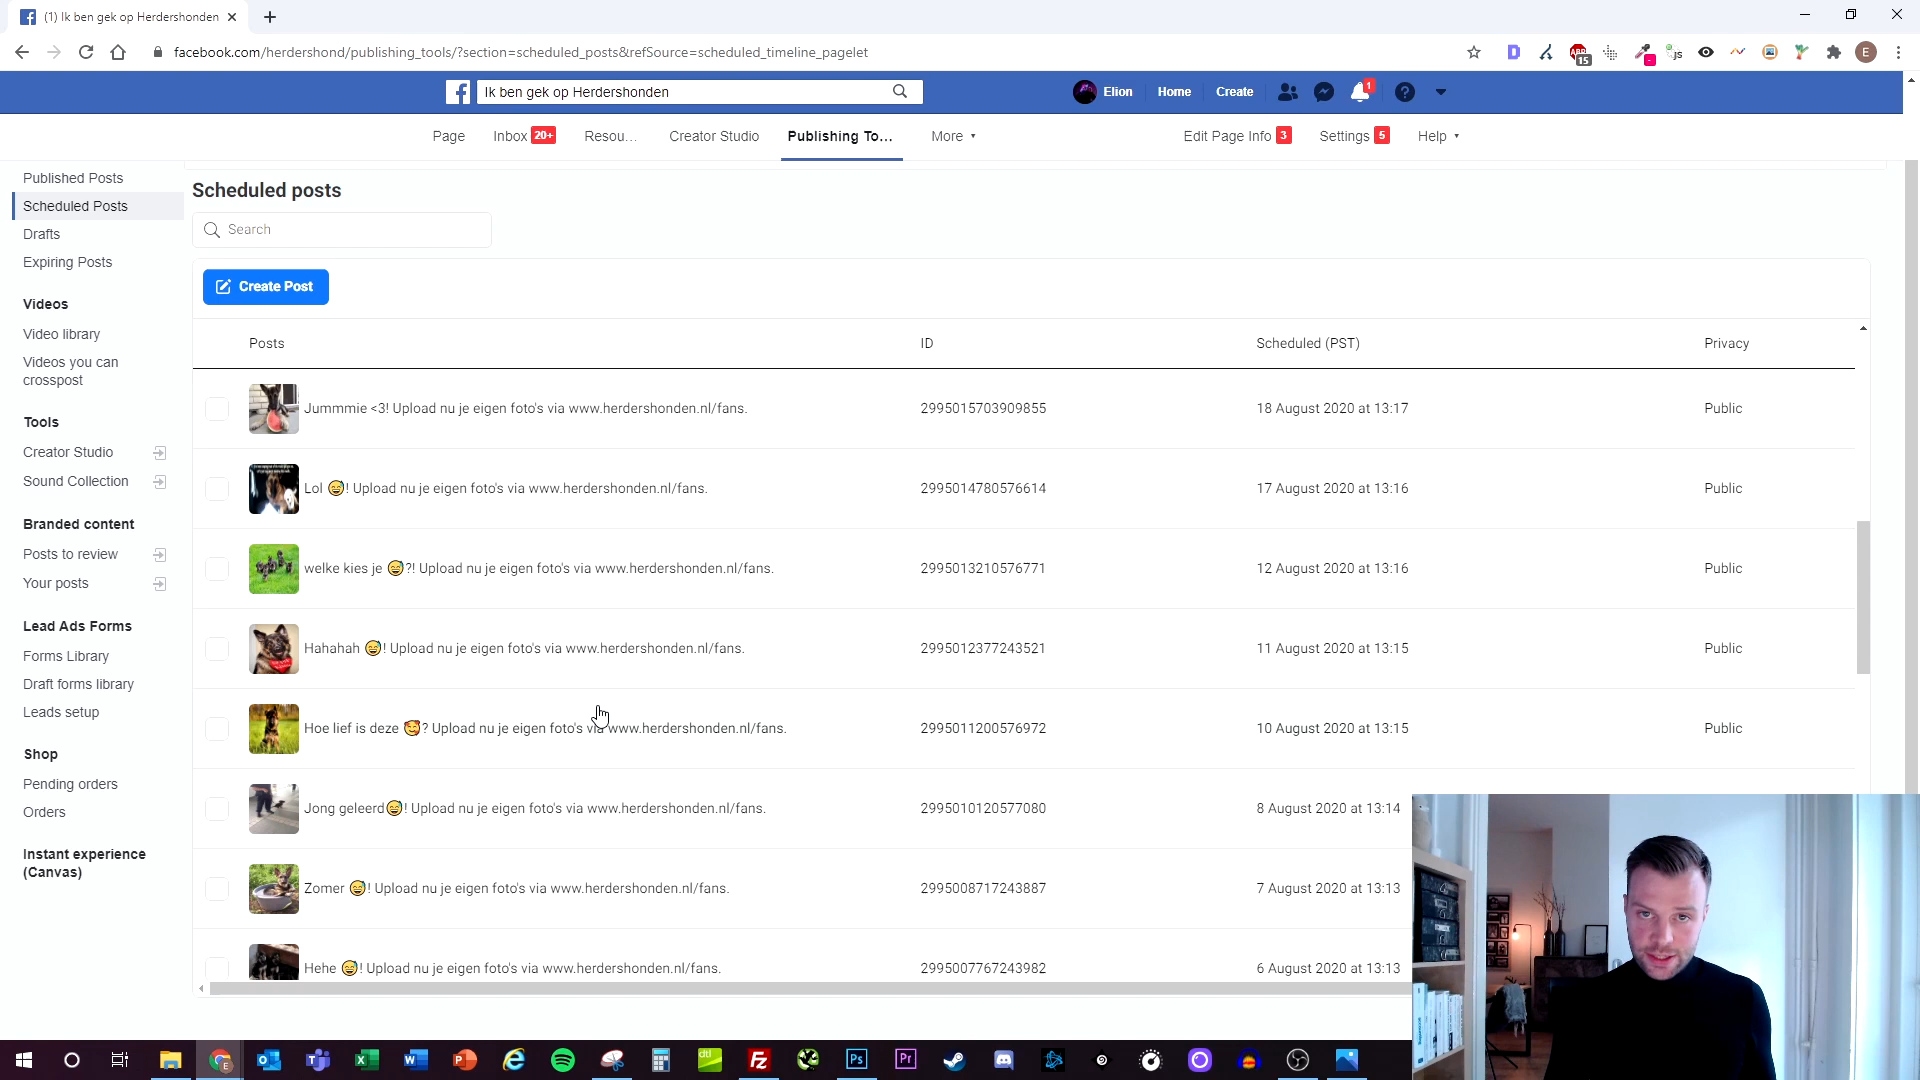 (1) Ik ben gek op Herdershonden
facebook.com/herdershond/publishing_tools/?section=scheduled_posts&refSource=scheduled_timeline_pagelet
15
JS
E
Ik ben gek op Herdershonden
Elion
Home
Create
1
Page
Inbox 20+
Resou...
Creator Studio
Publishing To...
More
Edit Page Info 3
Settings 5
Help
Published Posts
Scheduled Posts
Drafts
Expiring Posts
Videos
Video library
Videos you can
crosspost
Tools
Creator Studio
Sound Collection
Branded content
Posts to review
Your posts
Lead Ads Forms
Forms Library
Draft forms library
Leads setup
Shop
Pending orders
Orders
Instant experience
(Canvas)
Scheduled posts
Search
Create Post
Posts ID Scheduled (PST) Privacy
Jummmie <3! Upload nu je eigen foto's via www.herdershonden.nl/fans. 2995015703909855 18 August 2020 at 13:17 Public
Lol 😅! Upload nu je eigen foto's via www.herdershonden.nl/fans. 2995014780576614 17 August 2020 at 13:16 Public
welke kies je 😅?! Upload nu je eigen foto's via www.herdershonden.nl/fans. 2995013210576771 12 August 2020 at 13:16 Public
Hahahah 😅! Upload nu je eigen foto's via www.herdershonden.nl/fans. 2995012377243521 11 August 2020 at 13:15 Public
Hoe lief is deze 🥰? Upload nu je eigen foto's via www.herdershonden.nl/fans. 2995011200576972 10 August 2020 at 13:15 Public
Jong geleerd😅! Upload nu je eigen foto's via www.herdershonden.nl/fans. 2995010120577080 8 August 2020 at 13:14
Zomer 😅! Upload nu je eigen foto's via www.herdershonden.nl/fans. 2995008717243887 7 August 2020 at 13:13
Hehe 😅! Upload nu je eigen foto's via www.herdershonden.nl/fans. 2995007767243982 6 August 2020 at 13:13